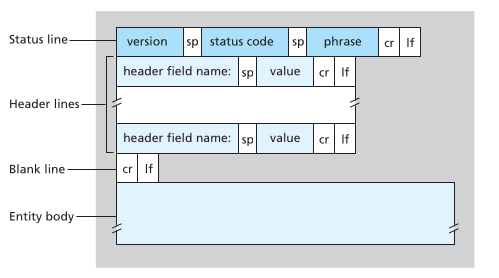 Status line version sp status code sp phrase cr lf
header field name: sp value cr lf
Header lines
header field name: sp value cr lf
Blank line cr lf
Entity body